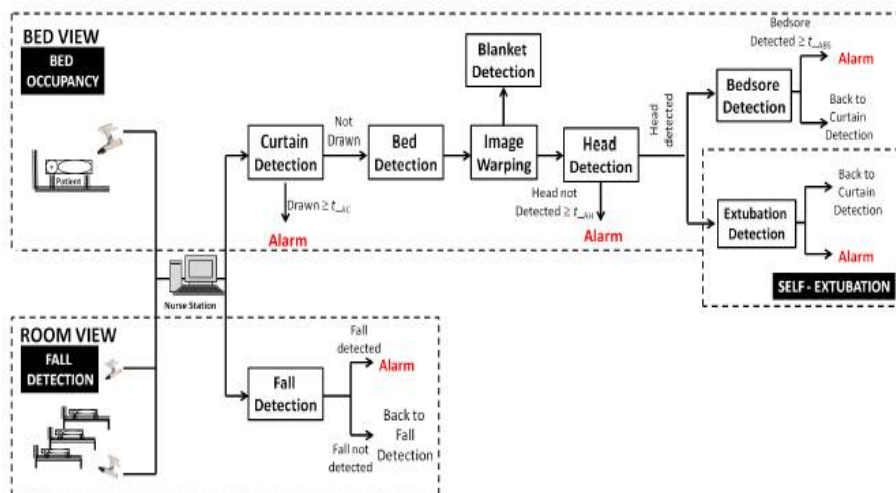 BED VIEW
BED
OCCUPANCY
Patient
Curtain
Detection
Not
Drawn
Drawn ≥ t_AC
Alarm
Bed
Detection
Image
Warping
Blanket
Detection
Head
Detection
Head not
Detected ≥ t_AH
Alarm
Head
detected
Bedsore
Detection
Bedsore
Detected ≥ t_ABS
Alarm
Back to
Curtain
Detection
Extubation
Detection
Back to
Curtain
Detection
Alarm
SELF - EXTUBATION
Nurse Station
ROOM VIEW
FALL
DETECTION
Fall
Detection
Fall
detected
Alarm
Back to
Fall
Detection
Fall not
detected